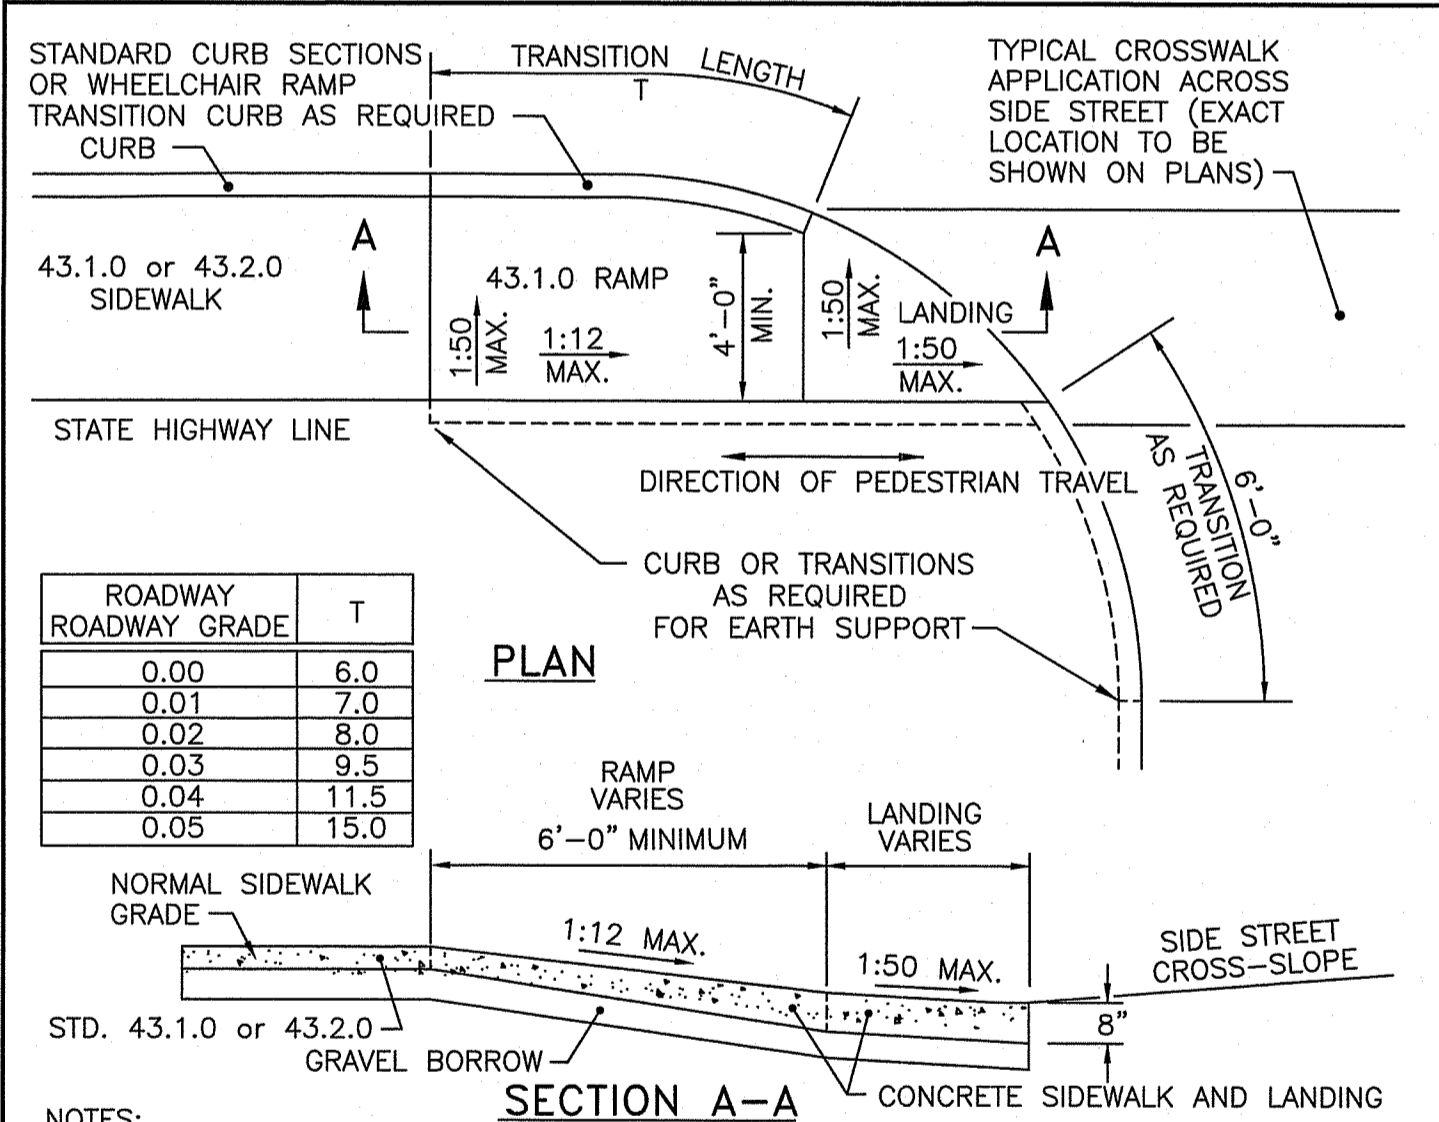 STANDARD CURB SECTIONS
OR WHEELCHAIR RAMP
TRANSITION CURB AS REQUIRED
CURB
TRANSITION LENGTH
T
TYPICAL CROSSWALK
APPLICATION ACROSS
SIDE STREET (EXACT
LOCATION TO BE
SHOWN ON PLANS)
A
A
43.1.0 or 43.2.0
SIDEWALK
43.1.0 RAMP
1:50
MAX.
1:12
MAX.
4'-0"
MIN.
1:50
MAX.
LANDING
1:50
MAX.
STATE HIGHWAY LINE
DIRECTION OF PEDESTRIAN TRAVEL
6'-0"
TRANSITION
AS REQUIRED
CURB OR TRANSITIONS
AS REQUIRED
FOR EARTH SUPPORT
PLAN
ROADWAY
ROADWAY GRADE T
0.00 6.0
0.01 7.0
0.02 8.0
0.03 9.5
0.04 11.5
0.05 15.0
RAMP
VARIES
6'-0" MINIMUM
LANDING
VARIES
NORMAL SIDEWALK
GRADE
1:12 MAX.
1:50 MAX.
SIDE STREET
CROSS-SLOPE
8"
STD. 43.1.0 or 43.2.0
GRAVEL BORROW
CONCRETE SIDEWALK AND LANDING
SECTION A-A
NOTES: